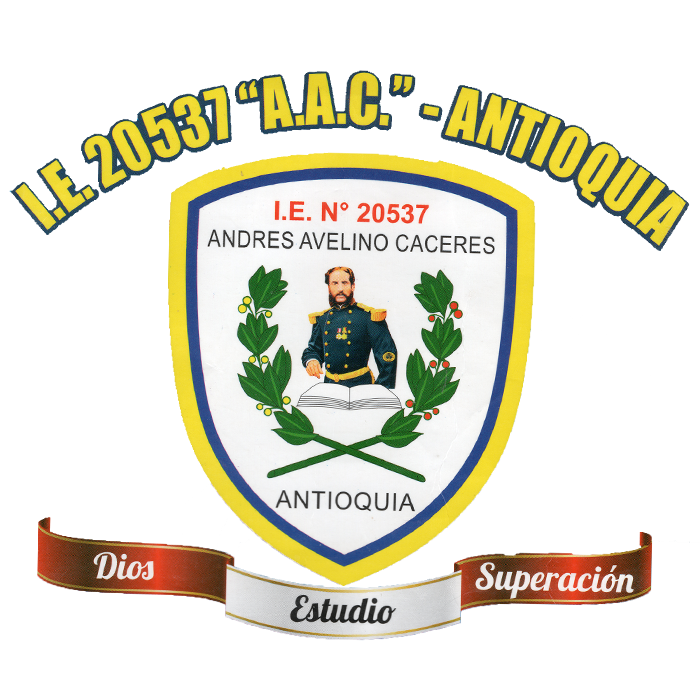 I.E. 20537 “A.A.C.” - ANTIOQUIA
I.E. N° 20537
ANDRES AVELINO CACERES
ANTIOQUIA
Dios
Estudio
Superación